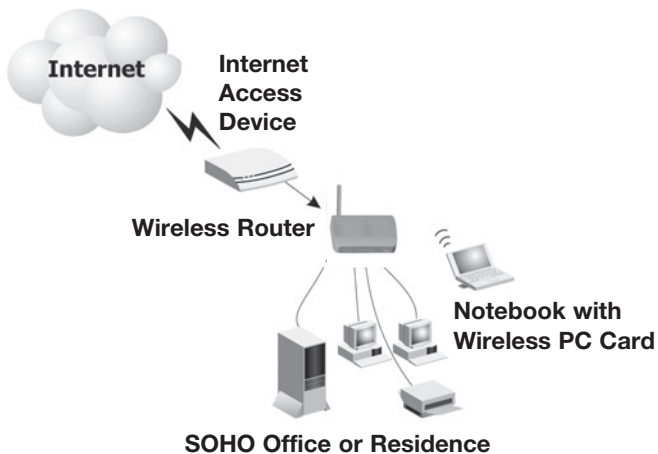 Internet
Internet
Access
Device
Wireless Router
Notebook with
Wireless PC Card
SOHO Office or Residence